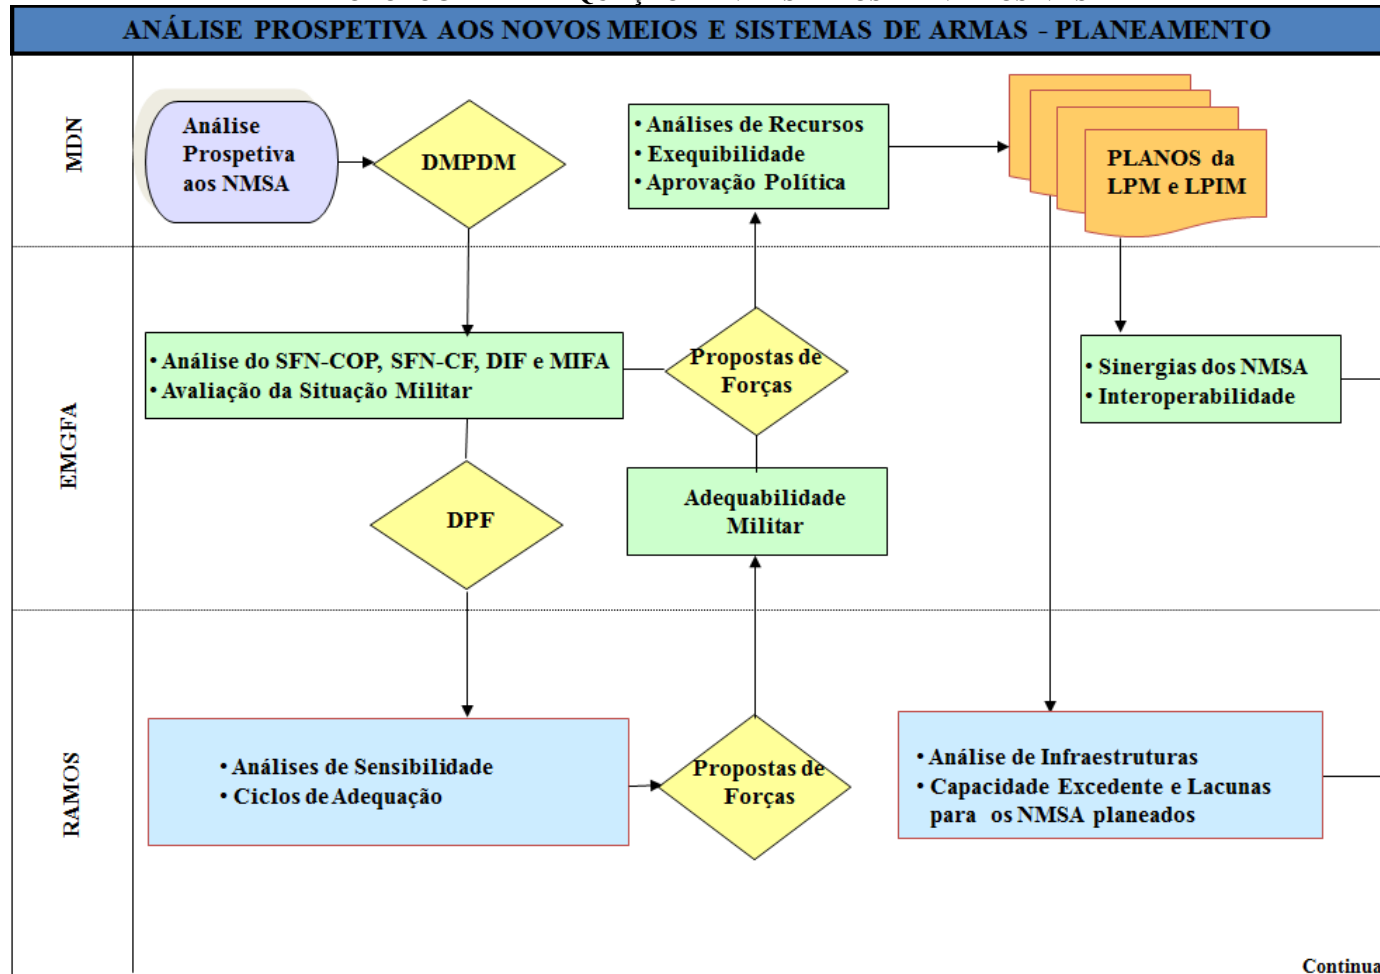 ANÁLISE PROSPETIVA AOS NOVOS MEIOS E SISTEMAS DE ARMAS - PLANEAMENTO
MDN
Análise
Prospetiva
aos NMSA
DMPDM
• Análises de Recursos
• Exequibilidade
• Aprovação Política
PLANOS da
LPM e LPIM
EMGFA
• Análise do SFN-COP, SFN-CF, DIF e MIFA
• Avaliação da Situação Militar
Propostas de
Forças
• Sinergias dos NMSA
• Interoperabilidade
DPF
Adequabilidade
Militar
RAMOS
• Análises de Sensibilidade
• Ciclos de Adequação
Propostas de
Forças
• Análise de Infraestruturas
• Capacidade Excedente e Lacunas
para os NMSA planeados
Continua